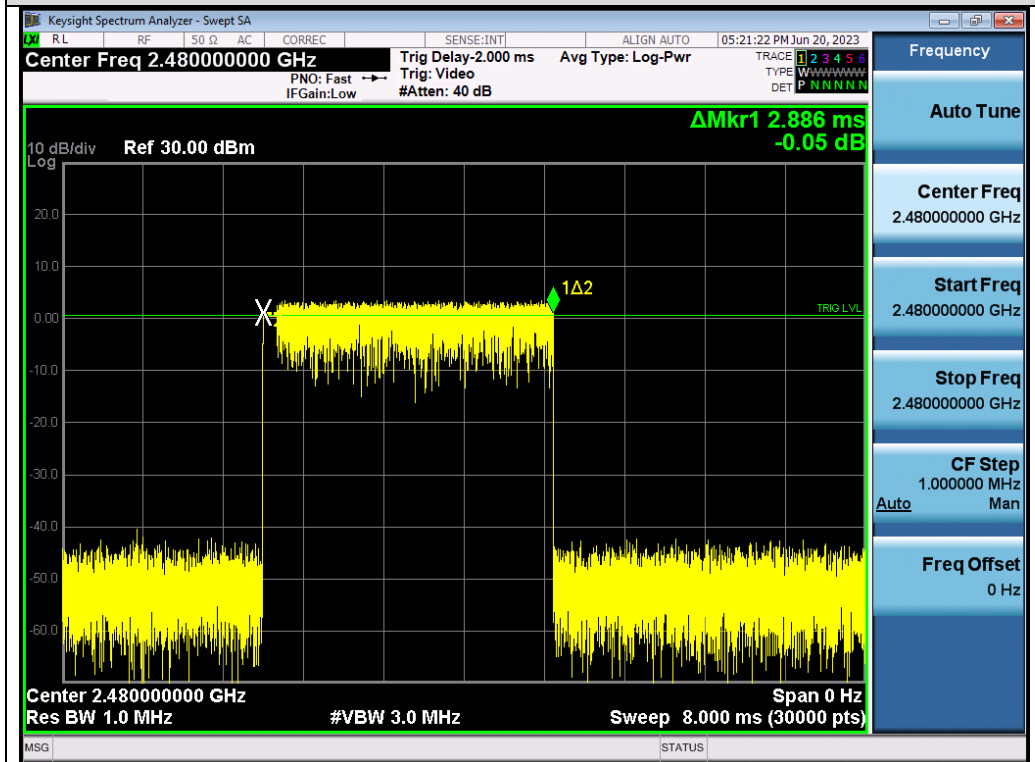 Keysight Spectrum Analyzer - Swept SA
LXI RL RF 50 Ω AC CORREC SENSE:INT ALIGN AUTO 05:21:22 PM Jun 20, 2023
Center Freq 2.480000000 GHz
PNO: Fast
IFGain:Low
Trig Delay-2.000 ms
Trig: Video
#Atten: 40 dB
Avg Type: Log-Pwr
TRACE 1 2 3 4 5 6
TYPE WWWWWW
DET P N N N N N
Frequency
Auto Tune
Center Freq
2.480000000 GHz
Start Freq
2.480000000 GHz
Stop Freq
2.480000000 GHz
CF Step
1.000000 MHz
Auto Man
Freq Offset
0 Hz
ΔMkr1 2.886 ms
-0.05 dB
10 dB/div Ref 30.00 dBm
Log
20.0
10.0
0.00
-10.0
-20.0
-30.0
-40.0
-50.0
-60.0
1Δ2
TRIG LVL
Center 2.480000000 GHz Span 0 Hz
Res BW 1.0 MHz #VBW 3.0 MHz Sweep 8.000 ms (30000 pts)
MSG STATUS